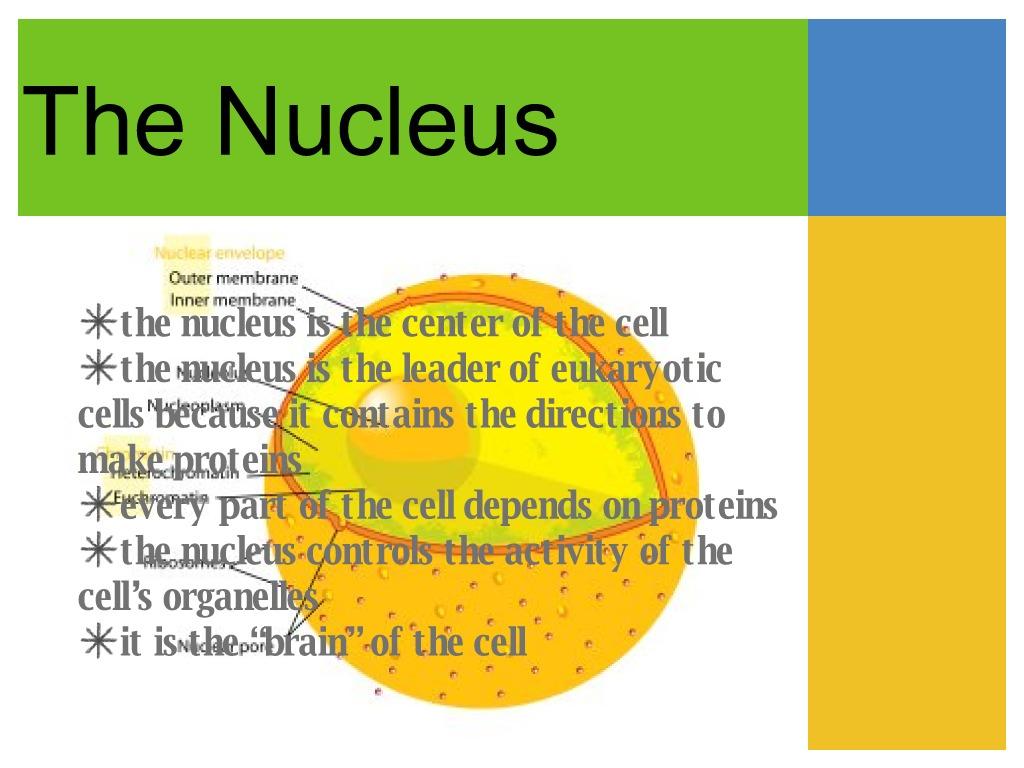 The Nucleus
Nuclear envelope
Outer membrane
Inner membrane
✳the nucleus is the center of the cell
✳the nucleus is the leader of eukaryotic
cells because it contains the directions to
make proteins
✳every part of the cell depends on proteins
✳the nucleus controls the activity of the
cell’s organelles
✳it is the “brain” of the cell
Nucleoplasm
Heterochromatin
Euchromatin
Ribosomes
Nuclear pore